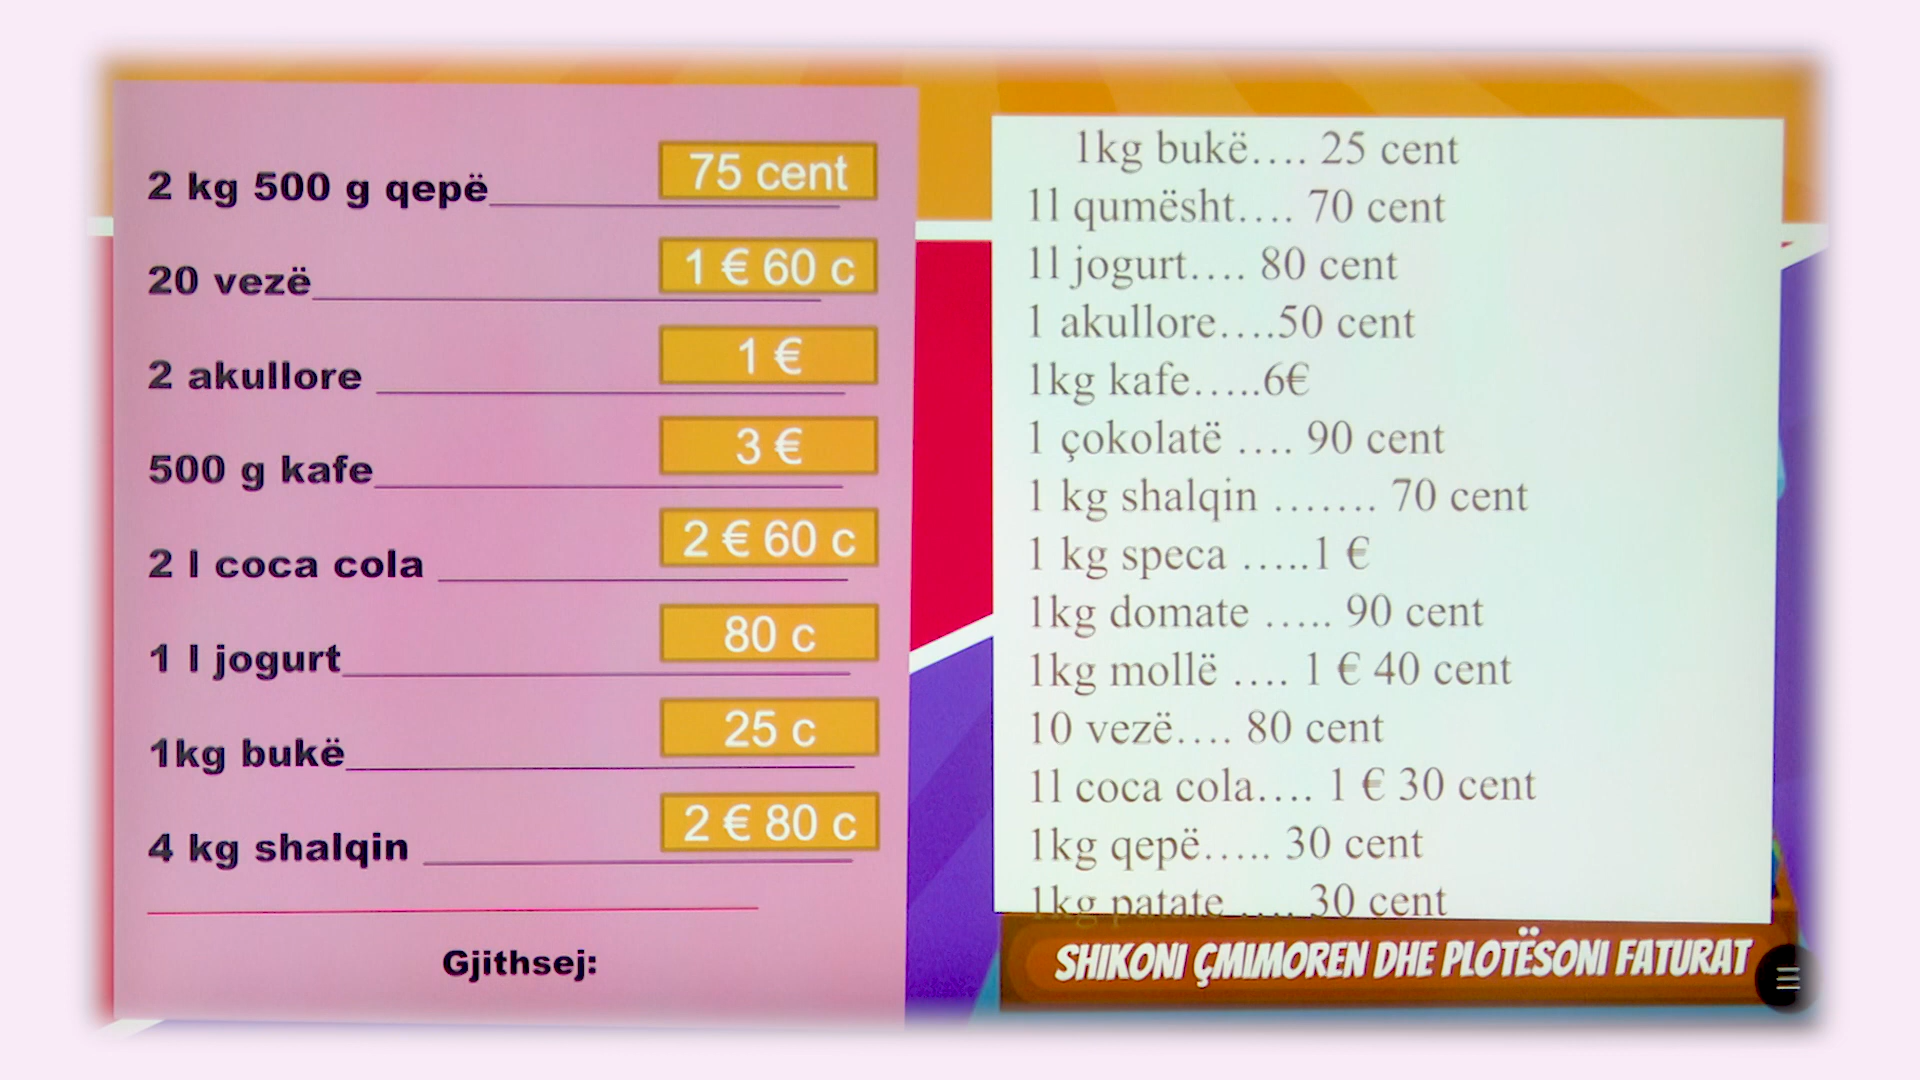 2 kg 500 g qepë 75 cent
20 vezë 1 € 60 c
2 akullore 1 €
500 g kafe 3 €
2 l coca cola 2 € 60 c
1 l jogurt 80 c
1kg bukë 25 c
4 kg shalqin 2 € 80 c
Gjithsej:
1kg bukë.... 25 cent
1l qumësht.... 70 cent
1l jogurt.... 80 cent
1 akullore....50 cent
1kg kafe.....6€
1 çokolatë .... 90 cent
1 kg shalqin ....... 70 cent
1 kg speca .....1 €
1kg domate ..... 90 cent
1kg mollë .... 1 € 40 cent
10 vezë.... 80 cent
1l coca cola.... 1 € 30 cent
1kg qepë..... 30 cent
1kg patate .... 30 cent
SHIKONI ÇMIMOREN DHE PLOTËSONI FATURAT